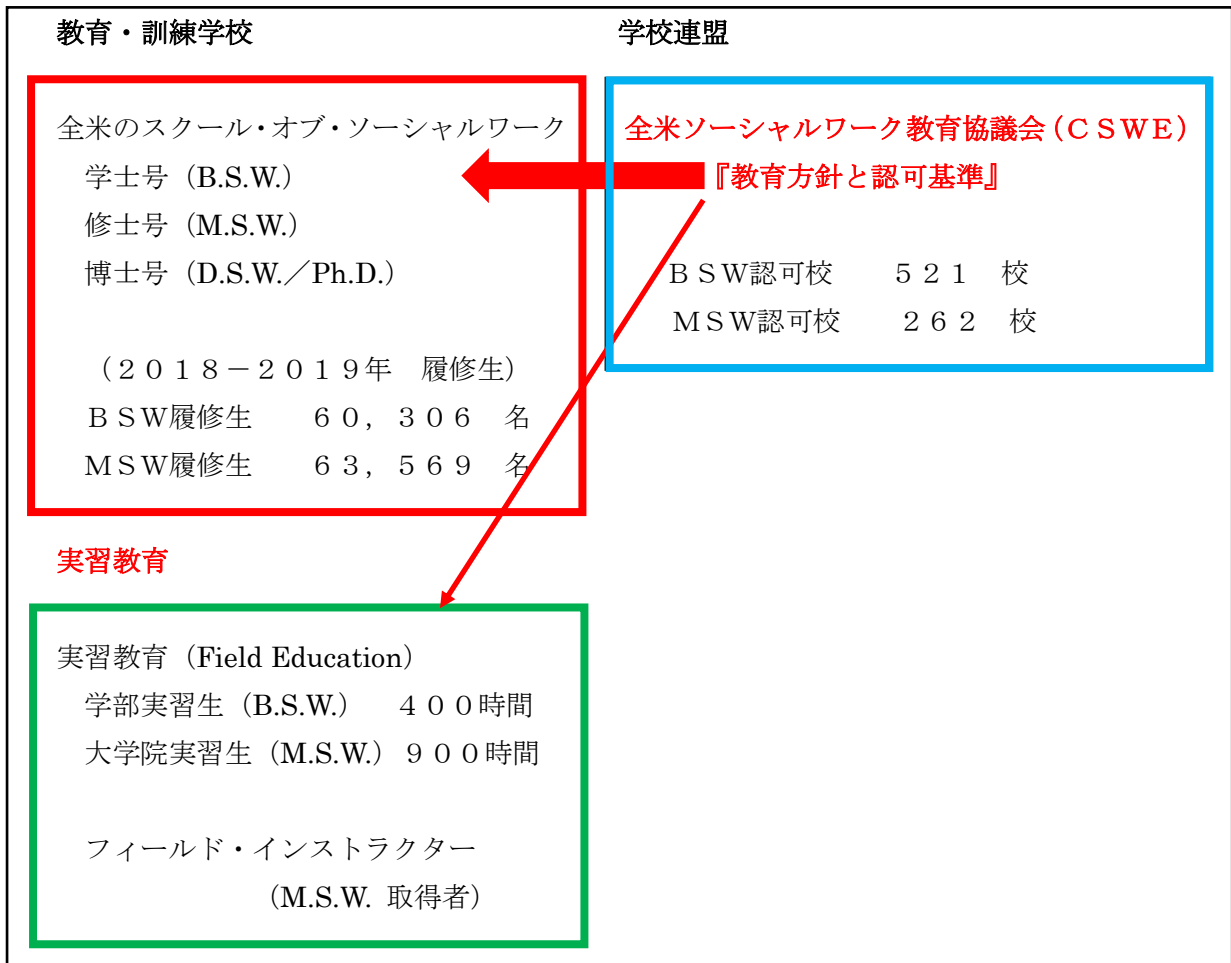 教育・訓練学校
学校連盟
全米のスクール・オブ・ソーシャルワーク
学士号（B.S.W.）
修士号（M.S.W.）
博士号（D.S.W.／Ph.D.）
（２０１８－２０１９年　履修生）
ＢＳＷ履修生　　６０，３０６　名
ＭＳＷ履修生　　６３，５６９　名
全米ソーシャルワーク教育協議会（ＣＳＷＥ）
『教育方針と認可基準』
ＢＳＷ認可校　　５２１　校
ＭＳＷ認可校　　２６２　校
実習教育
実習教育（Field Education）
学部実習生（B.S.W.）　４００時間
大学院実習生（M.S.W.）９００時間
フィールド・インストラクター
（M.S.W. 取得者）